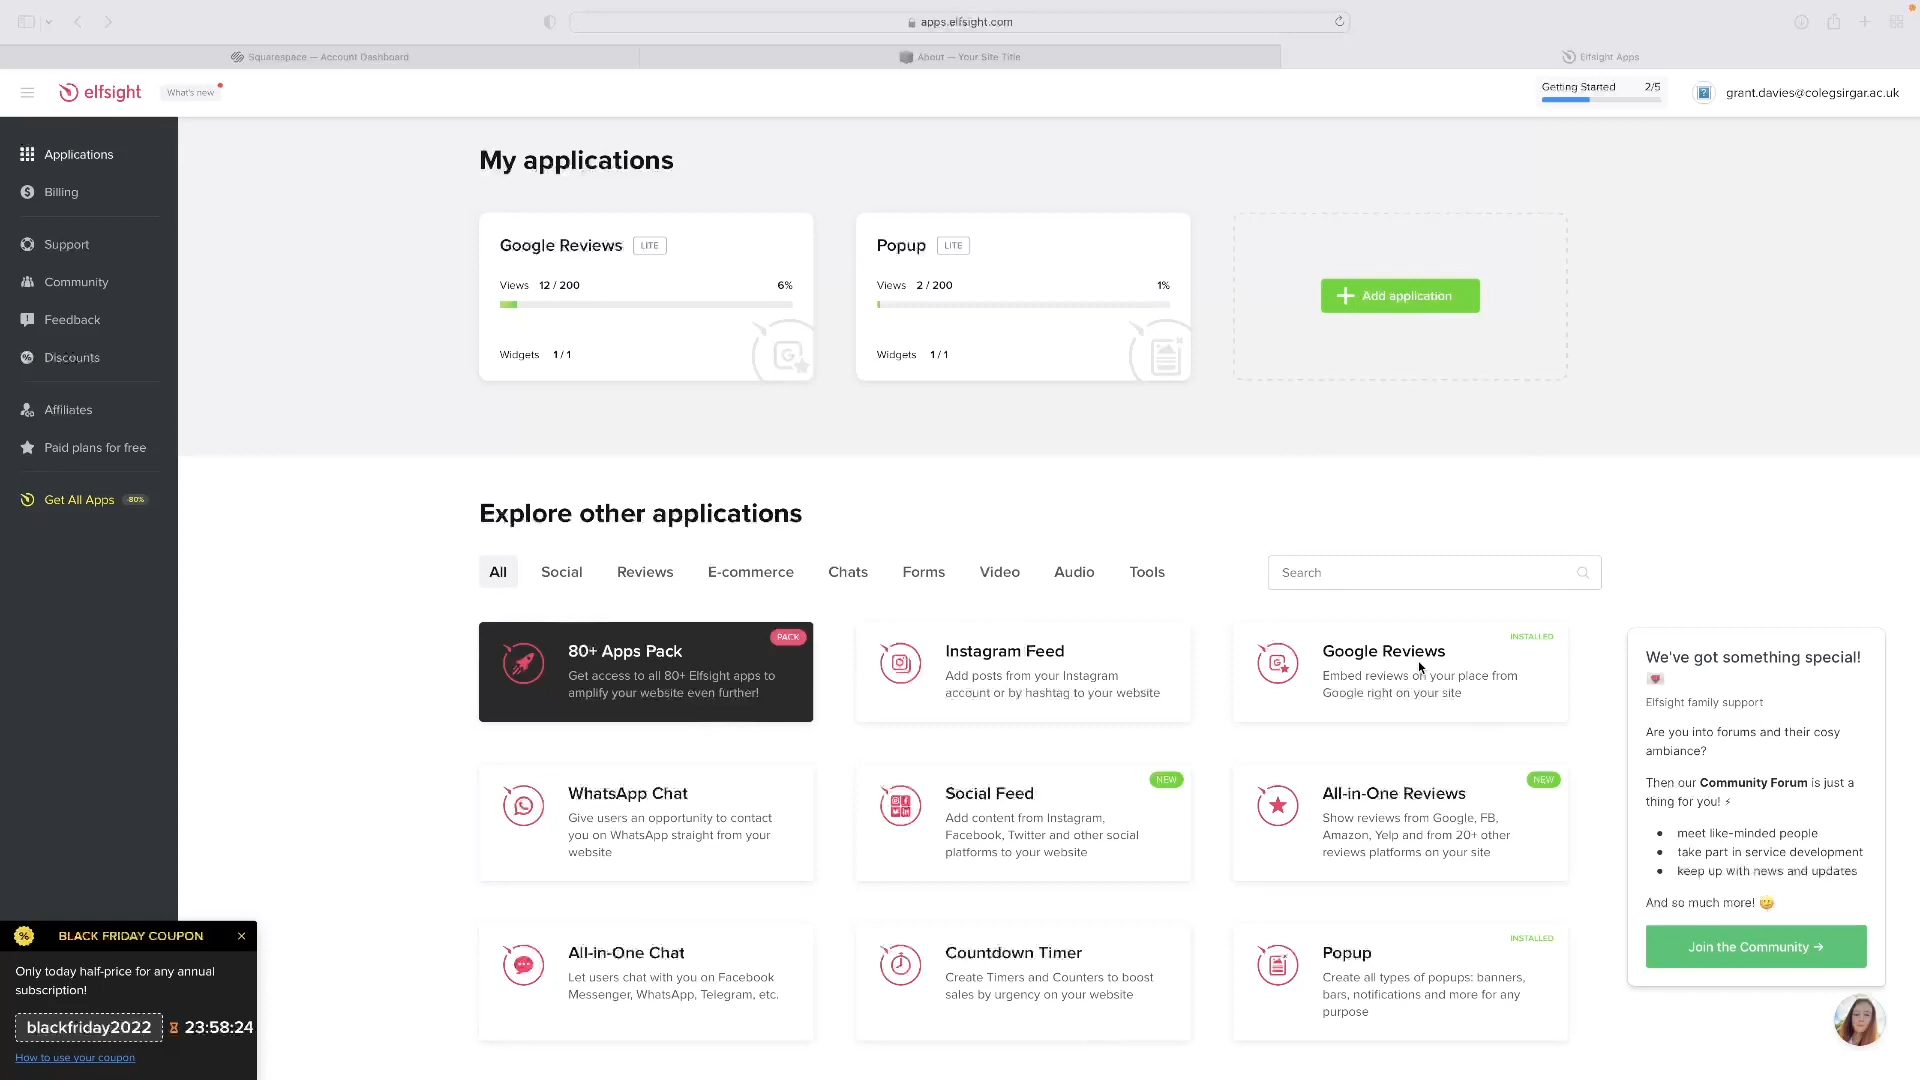 apps.elfsight.com
Squarespace — Account Dashboard
About — Your Site Title
Elfsight Apps
elfsight
What's new
Getting Started 2/5
grant.davies@colegsirgar.ac.uk
Applications
Billing
Support
Community
Feedback
Discounts
Affiliates
Paid plans for free
Get All Apps -80%
My applications
Google Reviews LITE
Views 12 / 200 6%
Widgets 1 / 1
Popup LITE
Views 2 / 200 1%
Widgets 1 / 1
Add application
Explore other applications
All Social Reviews E-commerce Chats Forms Video Audio Tools
Search
80+ Apps Pack
PACK
Get access to all 80+ Elfsight apps to
amplify your website even further!
Instagram Feed
Add posts from your Instagram
account or by hashtag to your website
INSTALLED
Google Reviews
Embed reviews on your place from
Google right on your site
WhatsApp Chat
Give users an opportunity to contact
you on WhatsApp straight from your
website
NEW
Social Feed
Add content from Instagram,
Facebook, Twitter and other social
platforms to your website
NEW
All-in-One Reviews
Show reviews from Google, FB,
Amazon, Yelp and from 20+ other
reviews platforms on your site
All-in-One Chat
Let users chat with you on Facebook
Messenger, WhatsApp, Telegram, etc.
Countdown Timer
Create Timers and Counters to boost
sales by urgency on your website
INSTALLED
Popup
Create all types of popups: banners,
bars, notifications and more for any
purpose
We've got something special!
💌
Elfsight family support
Are you into forums and their cosy
ambiance?
Then our Community Forum is just a
thing for you! ⚡
• meet like-minded people
• take part in service development
• keep up with news and updates
And so much more! 🤩
Join the Community →
BLACK FRIDAY COUPON
Only today half-price for any annual
subscription!
blackfriday2022 23:58:24
How to use your coupon